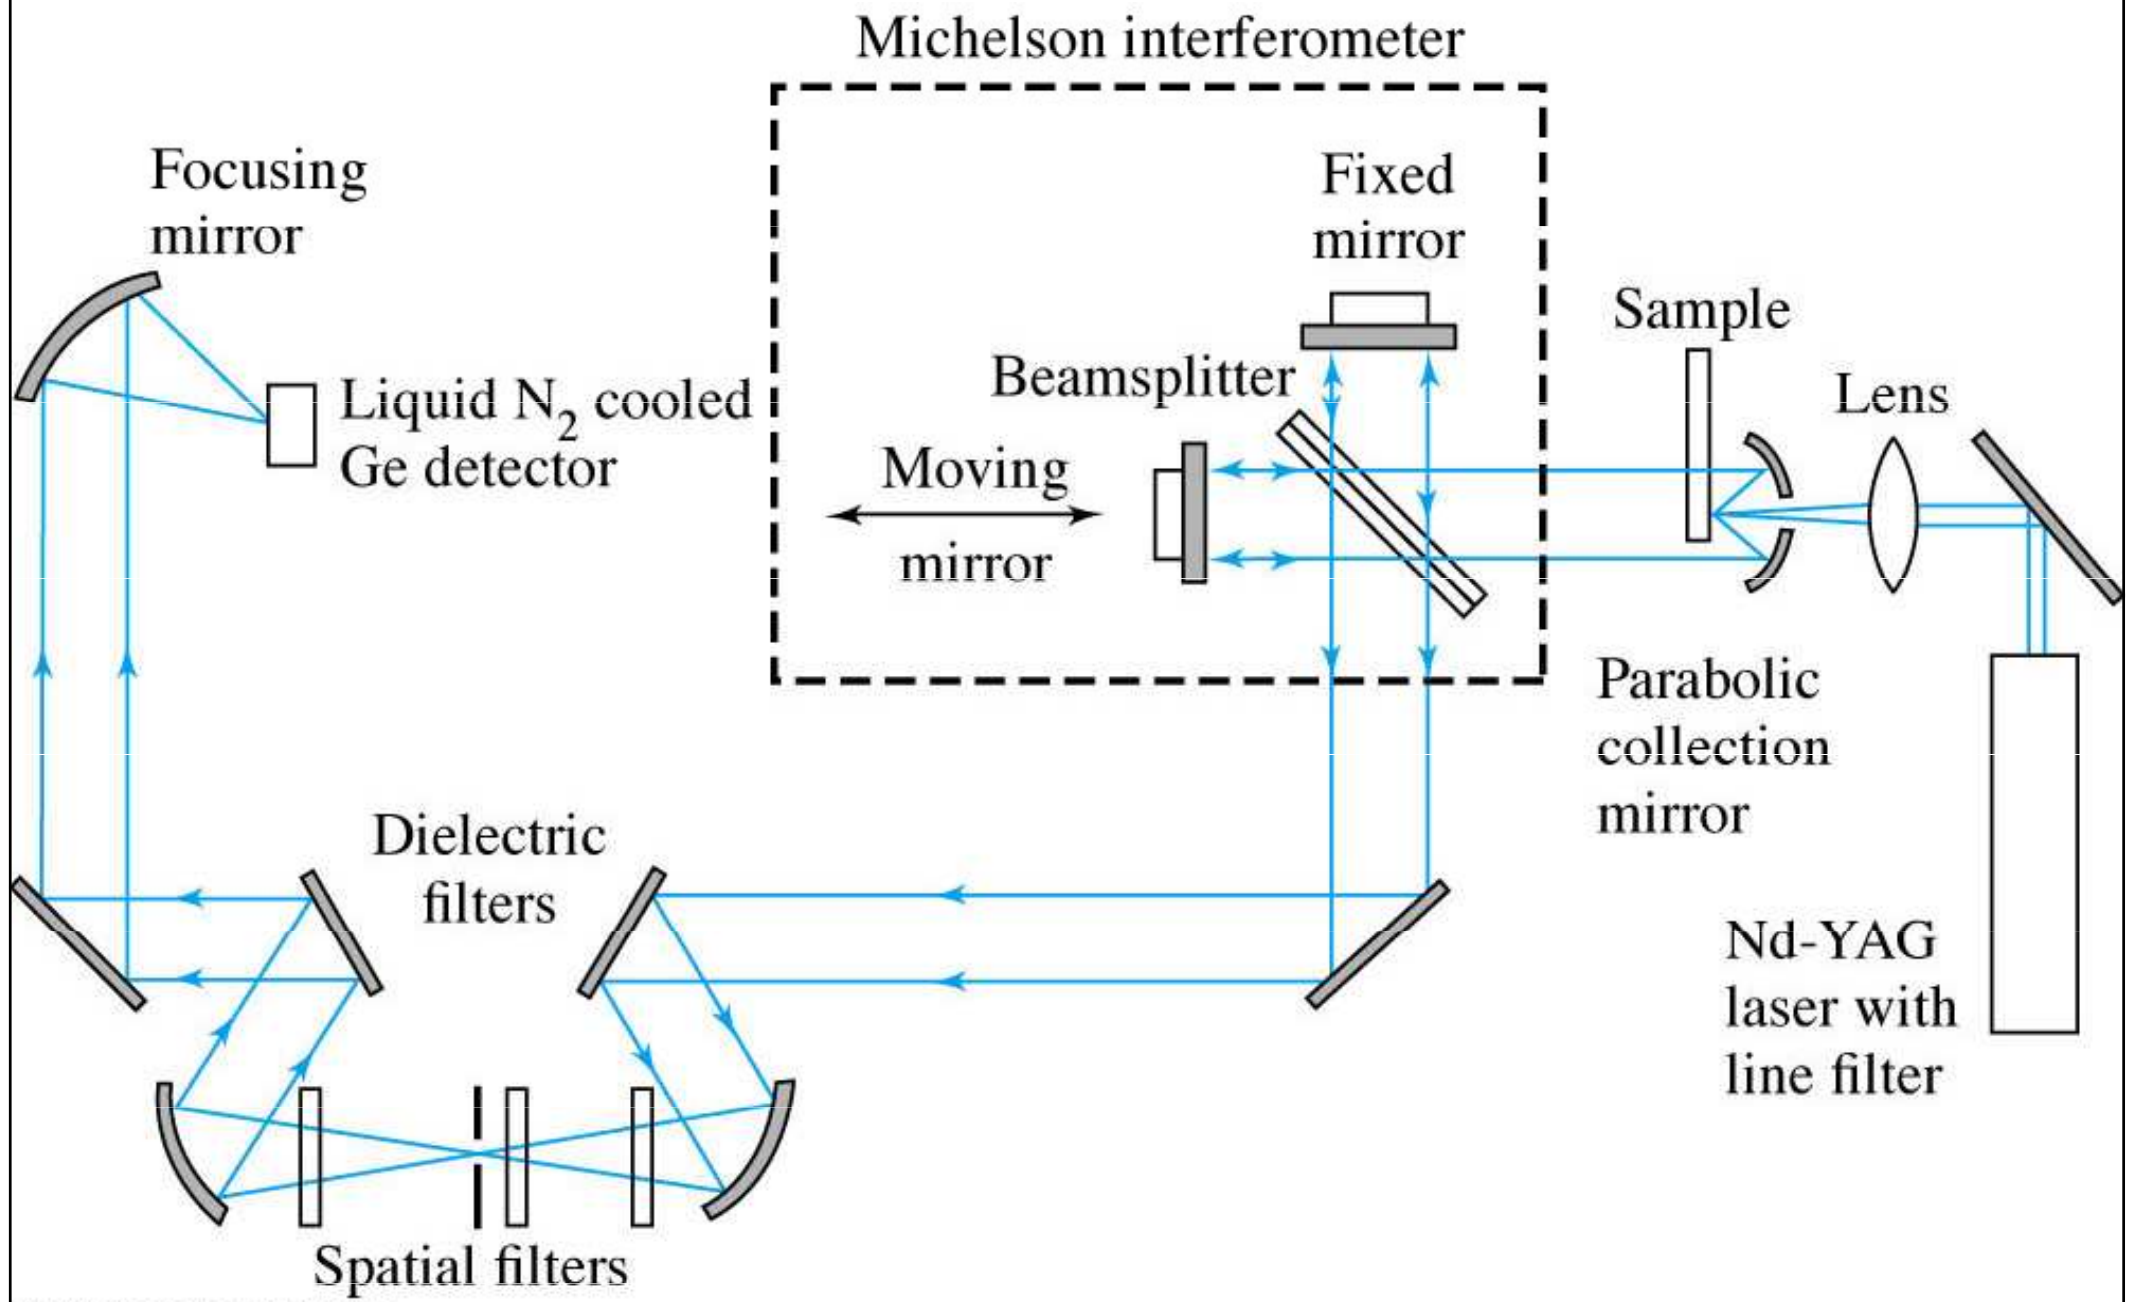 Michelson interferometer
Focusing
mirror
Fixed
mirror
Sample
Beamsplitter
Lens
Liquid N₂ cooled
Ge detector
Moving
mirror
Parabolic
collection
mirror
Dielectric
filters
Nd-YAG
laser with
line filter
Spatial filters